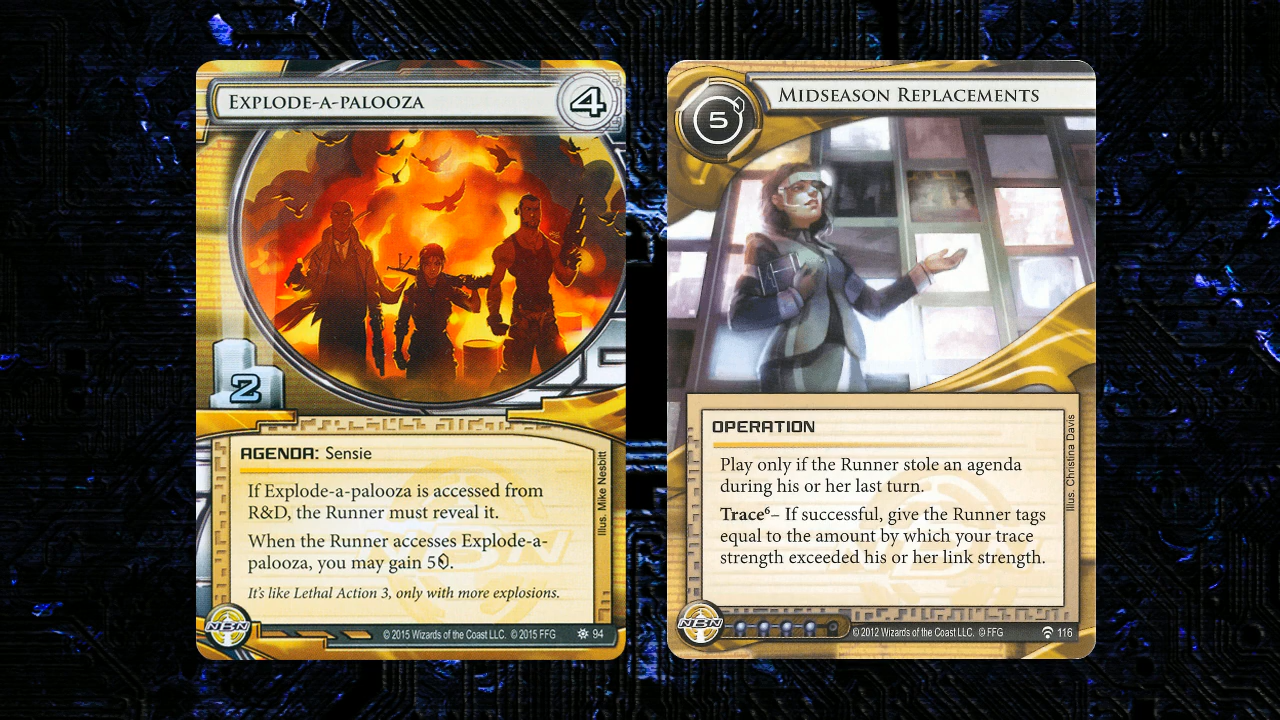 EXPLODE-A-PALOOZA
4
2
AGENDA: Sensie
If Explode-a-palooza is accessed from
R&D, the Runner must reveal it.
When the Runner accesses Explode-a-
palooza, you may gain 5.
It's like Lethal Action 3, only with more explosions.
Illus. Mike Nesbitt
NBN
© 2015 Wizards of the Coast LLC. © 2015 FFG
94
5
MIDSEASON REPLACEMENTS
OPERATION
Play only if the Runner stole an agenda
during his or her last turn.
Trace⁶– If successful, give the Runner tags
equal to the amount by which your trace
strength exceeded his or her link strength.
Illus. Christina Davis
NBN
© 2012 Wizards of the Coast LLC. © FFG
116